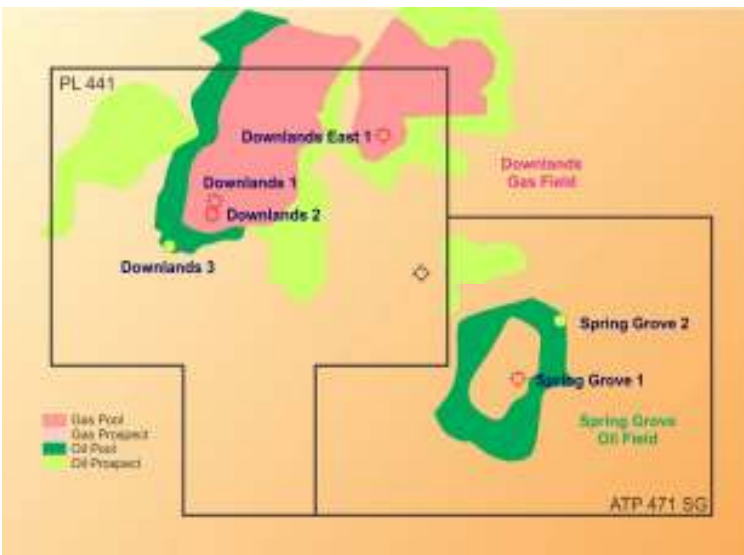 PL 441
Downlands East 1
Downlands
Gas Field
Downlands 1
Downlands 2
Downlands 3
Spring Grove 2
Spring Grove 1
Spring Grove
Oil Field
Gas Pool
Gas Prospect
Oil Pool
Oil Prospect
ATP 471 SG